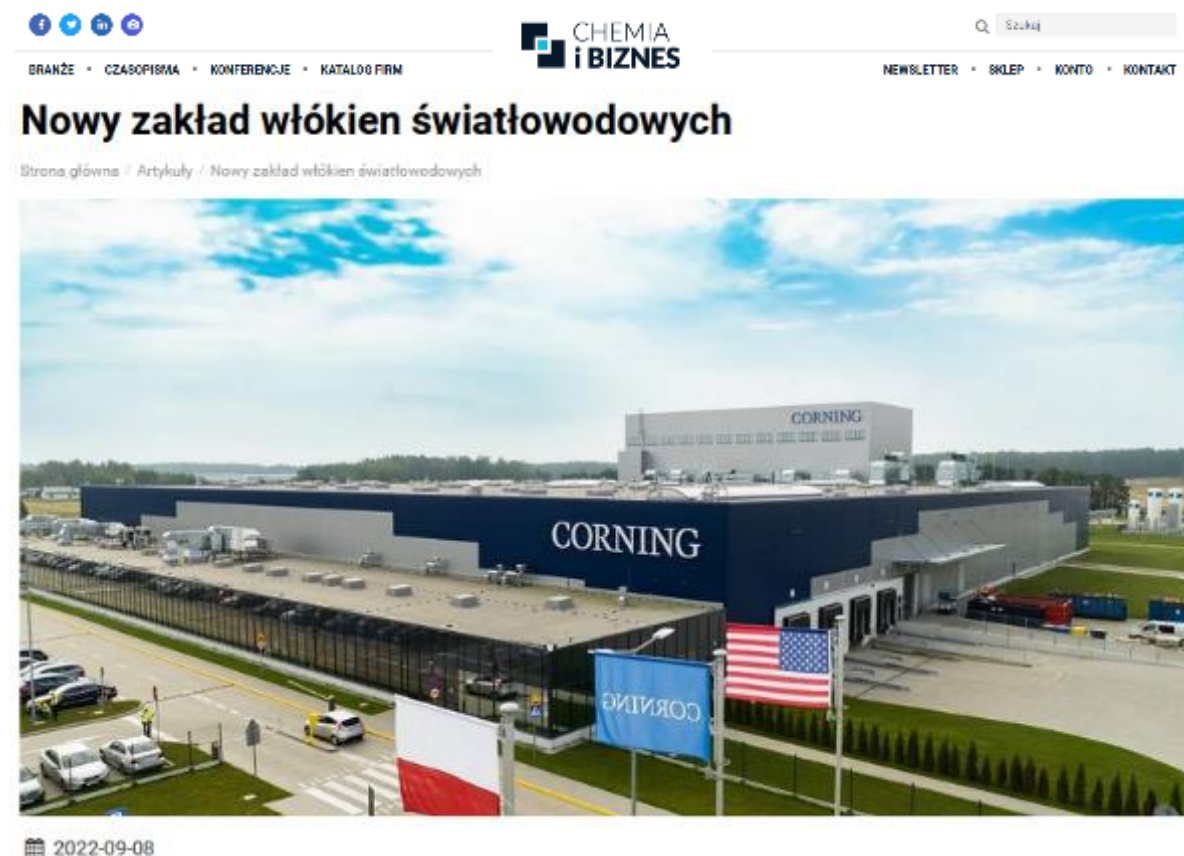 CHEMIA
i BIZNES
Szukaj
BRANŻE • CZASOPISMA • KONFERENCJE • KATALOG FIRM
NEWSLETTER • SKLEP • KONTO • KONTAKT
Nowy zakład włókien światłowodowych
Strona główna / Artykuły / Nowy zakład włókien światłowodowych
CORNING
CORNING
CORNING
2022-09-08